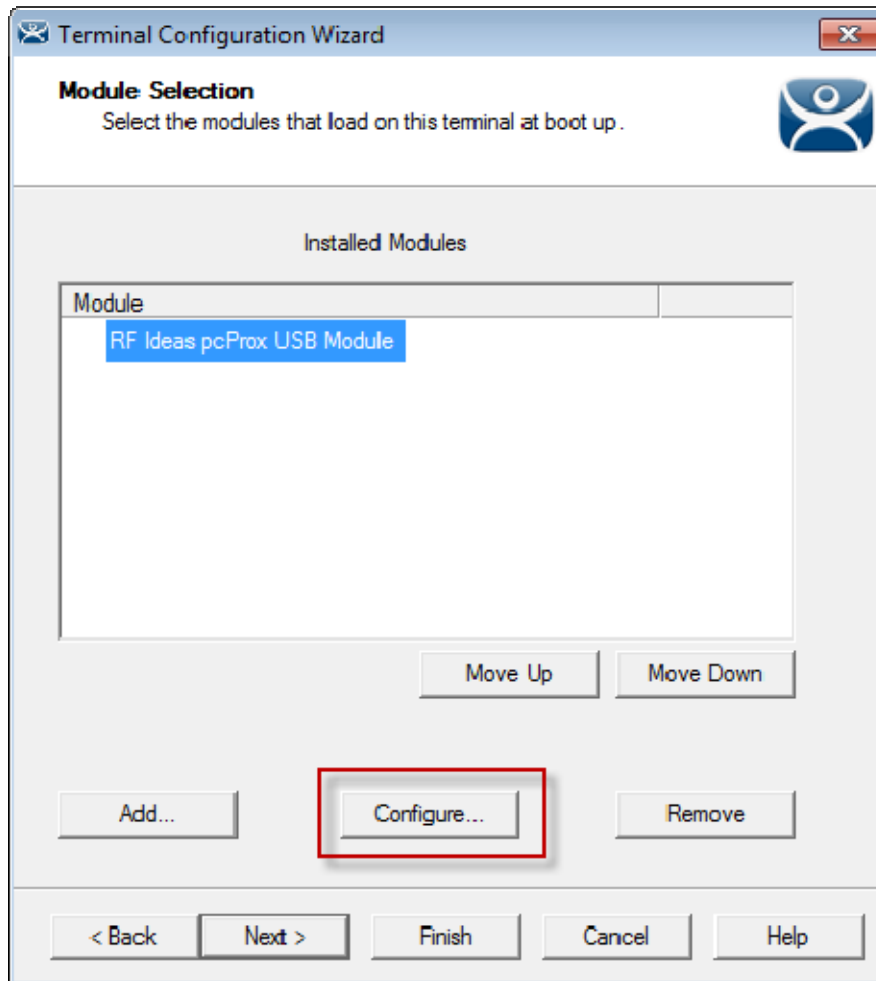 Terminal Configuration Wizard
Module Selection
Select the modules that load on this terminal at boot up.
Installed Modules
Module
RF Ideas pcProx USB Module
Move Up
Move Down
Add...
Configure...
Remove
< Back
Next >
Finish
Cancel
Help